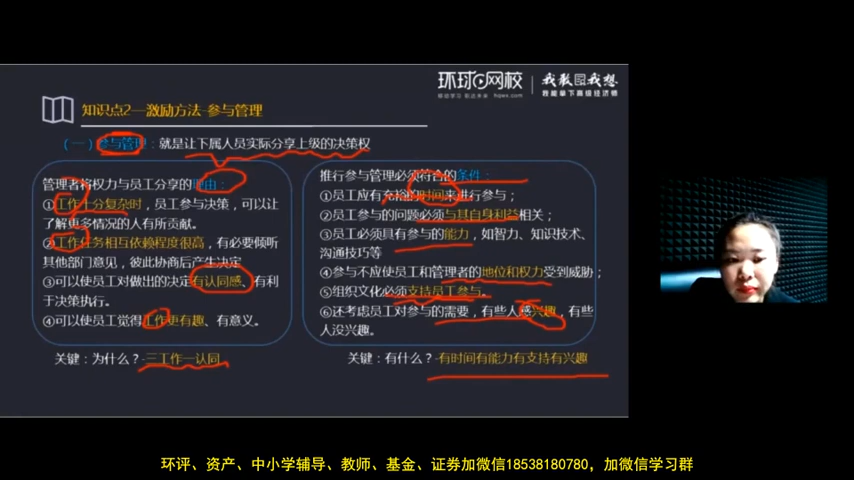 环球网校
hqwx.com
我教 我想
我能拿下高级经济师
知识点2—激励方法-参与管理
（一）参与管理：就是让下属人员实际分享上级的决策权
管理者将权力与员工分享的理由：
①工作十分复杂时，员工参与决策，可以让
了解更多情况的人有所贡献。
②工作任务相互依赖程度很高，有必要倾听
其他部门意见，彼此协商后产生决定
③可以使员工对做出的决定有认同感、有利
于决策执行。
④可以使员工觉得工作更有趣、有意义。
关键：为什么？-三工作一认同
推行参与管理必须符合的条件：
①员工应有充裕的时间来进行参与；
②员工参与的问题必须与其自身利益相关；
③员工必须具有参与的能力，如智力、知识技术、
沟通技巧等
④参与不应使员工和管理者的地位和权力受到威胁；
⑤组织文化必须支持员工参与。
⑥还考虑员工对参与的需要，有些人感兴趣，有些
人没兴趣。
关键：有什么？-有时间有能力有支持有兴趣
环评、资产、中小学辅导、教师、基金、证券加微信18538180780，加微信学习群